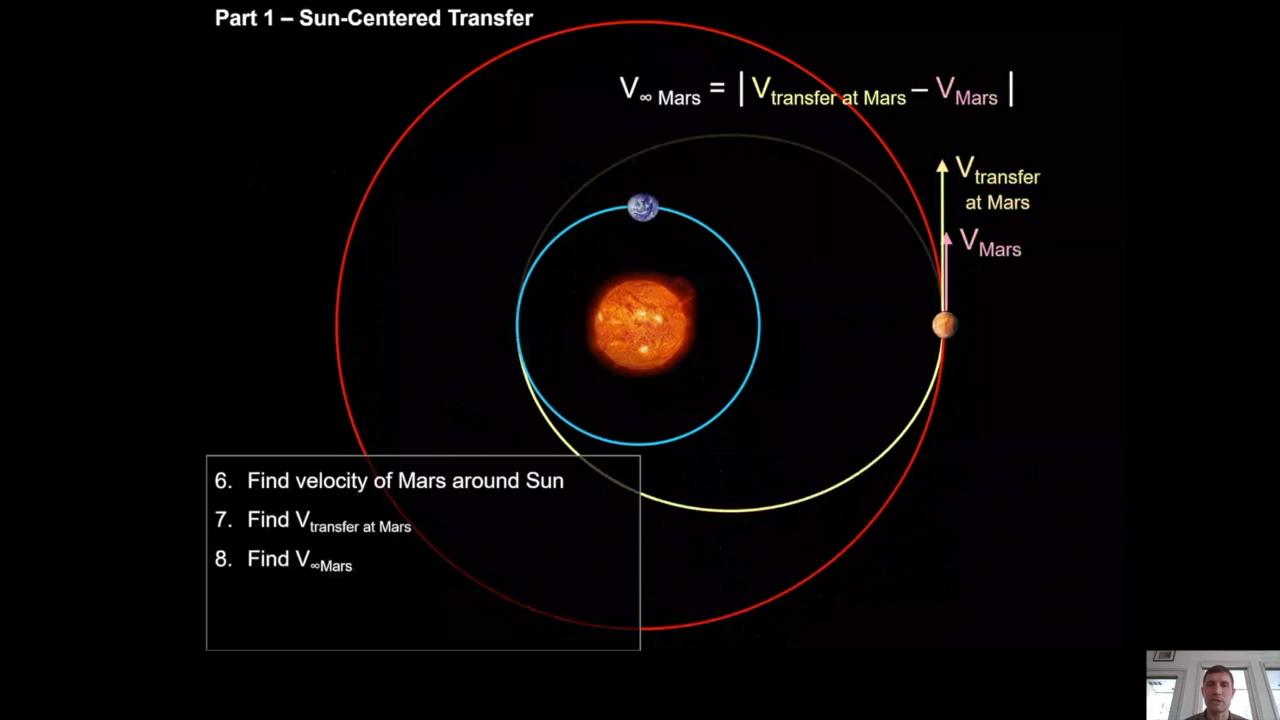 Part 1 – Sun-Centered Transfer
V∞ Mars = | Vtransfer at Mars – VMars |
Vtransfer
at Mars
VMars
6. Find velocity of Mars around Sun
7. Find Vtransfer at Mars
8. Find V∞Mars